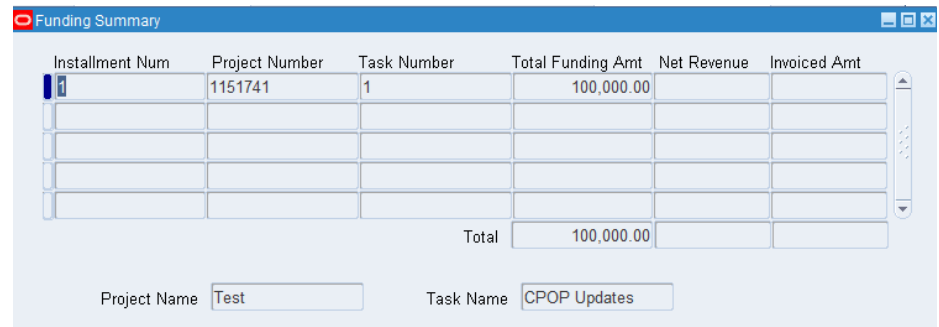 Funding Summary
Installment Num Project Number Task Number Total Funding Amt Net Revenue Invoiced Amt
1 1151741 1 100,000.00
Total 100,000.00
Project Name Test Task Name CPOP Updates